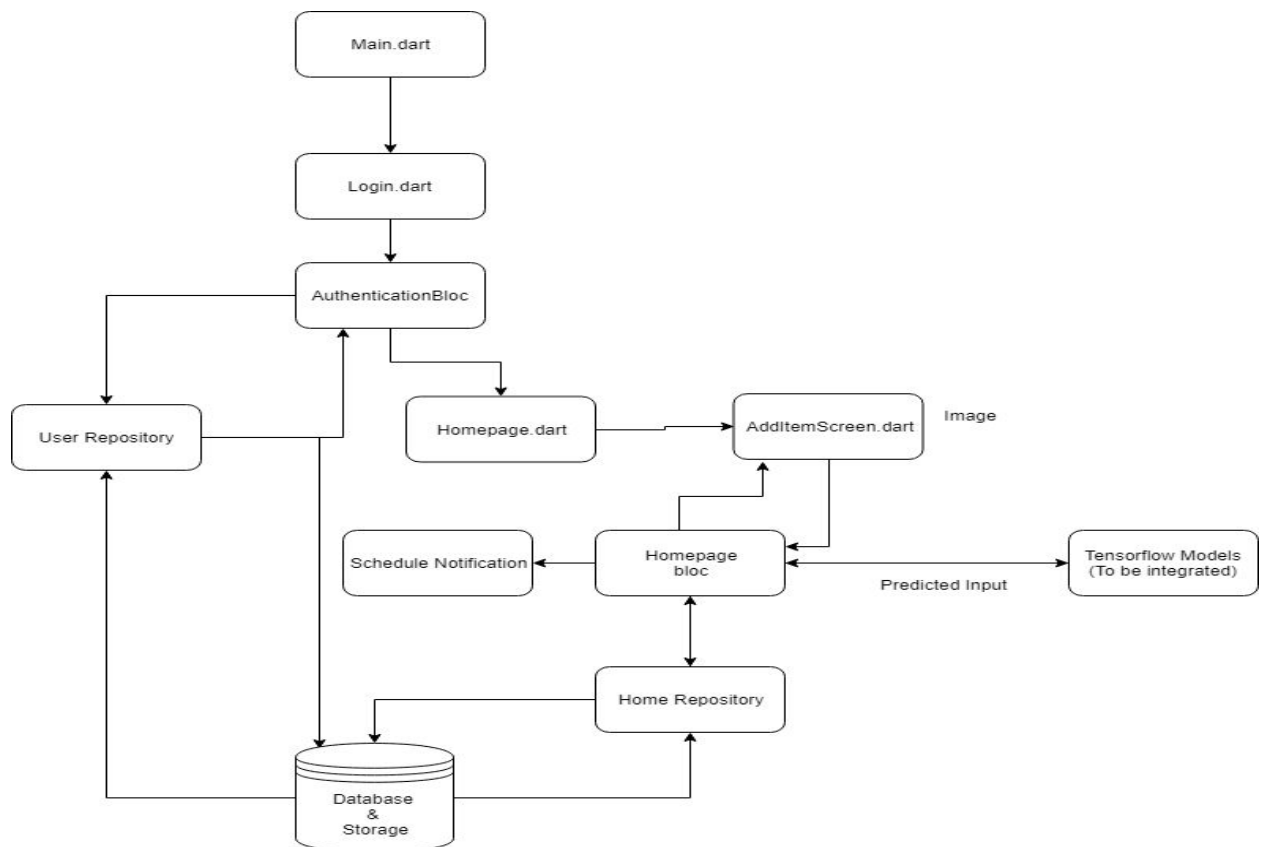 Main.dart
Login.dart
AuthenticationBloc
User Repository
Homepage.dart
AddItemScreen.dart
Image
Schedule Notification
Homepage
bloc
Predicted Input
Tensorflow Models
(To be integrated)
Home Repository
Database
&
Storage